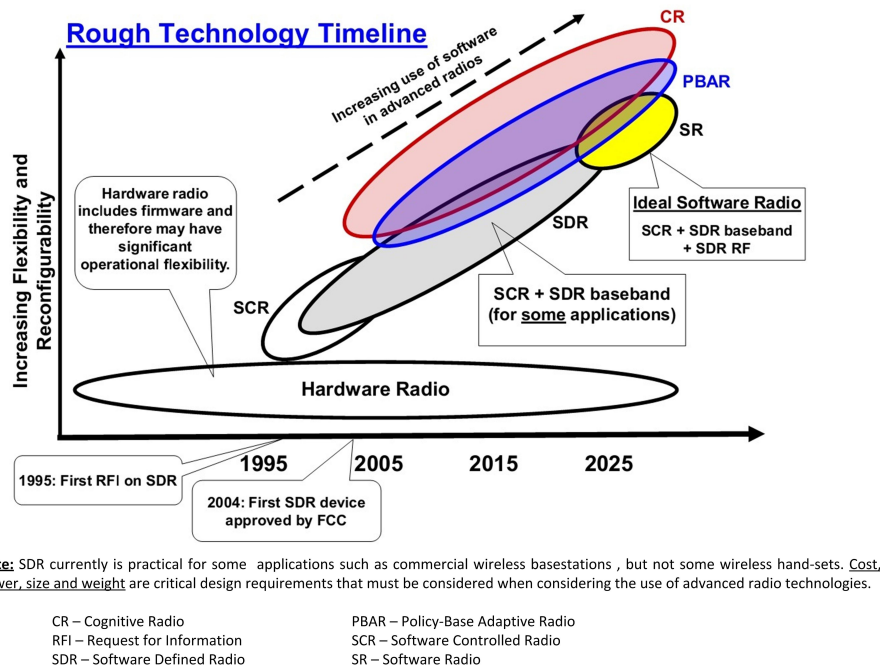 Rough Technology Timeline
CR
Increasing use of software
in advanced radios
PBAR
SR
Increasing Flexibility and
Reconfigurability
Hardware radio
includes firmware and
therefore may have
significant
operational flexibility.
Ideal Software Radio
SCR + SDR baseband
+ SDR RF
SDR
SCR + SDR baseband
(for some applications)
SCR
Hardware Radio
1995 2005 2015 2025
1995: First RFI on SDR
2004: First SDR device
approved by FCC
SDR currently is practical for some applications such as commercial wireless basestations , but not some wireless hand-sets. Cost,
size and weight are critical design requirements that must be considered when considering the use of advanced radio technologies.
CR – Cognitive Radio
PBAR – Policy-Base Adaptive Radio
RFI – Request for Information
SCR – Software Controlled Radio
SDR – Software Defined Radio
SR – Software Radio